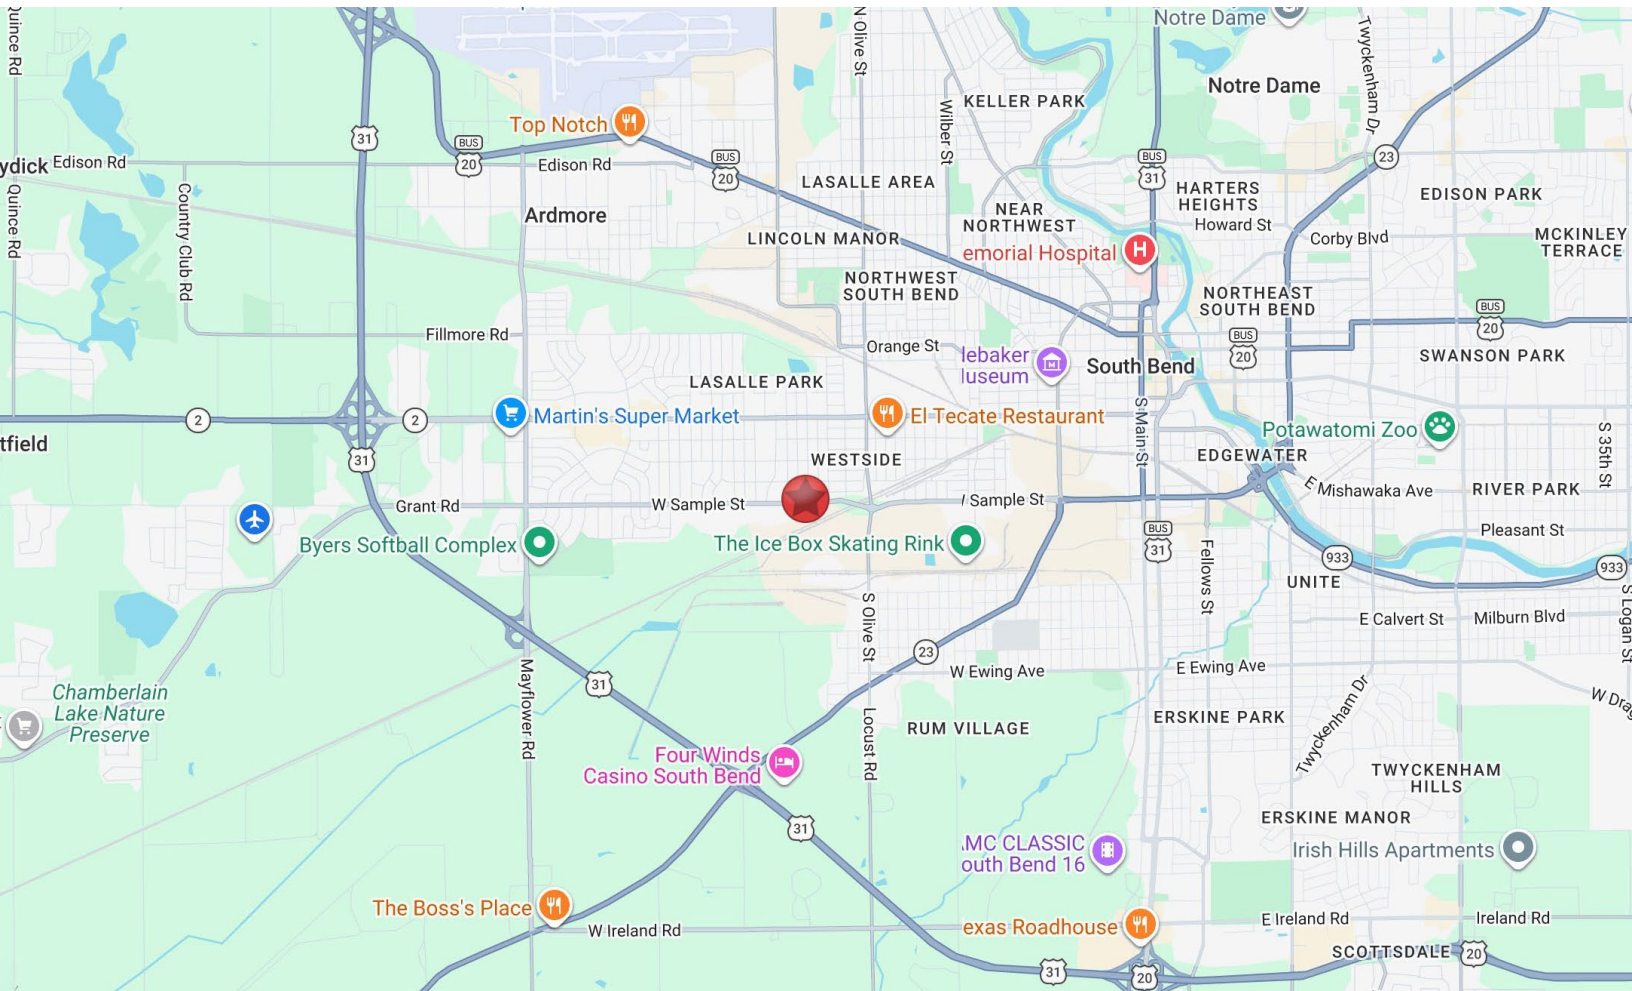 Quince Rd
N Olive St
Notre Dame
Twyckenham Dr
Notre Dame
KELLER PARK
Wilber St
31
Top Notch
BUS
20
Edison Rd
Edison Rd
BUS
20
BUS
31
23
LASALLE AREA
HARTERS
HEIGHTS
EDISON PARK
Quince Rd
Country Club Rd
Ardmore
NEAR
NORTHWEST
Howard St
Corby Blvd
MCKINLEY
TERRACE
LINCOLN MANOR
emorial Hospital
H
NORTHWEST
SOUTH BEND
NORTHEAST
SOUTH BEND
BUS
20
BUS
20
Fillmore Rd
Orange St
lebaker
useum
South Bend
SWANSON PARK
LASALLE PARK
2
2
Martin's Super Market
El Tecate Restaurant
S Main St
Potawatomi Zoo
S 35th St
tfield
31
WESTSIDE
EDGEWATER
E Mishawaka Ave
RIVER PARK
Grant Rd
W Sample St
Sample St
Pleasant St
Byers Softball Complex
The Ice Box Skating Rink
BUS
31
Fellows St
933
933
UNITE
S Olive St
E Calvert St
Milburn Blvd
S Logan St
23
W Ewing Ave
E Ewing Ave
31
Mayflower Rd
Chamberlain
Lake Nature
Preserve
Twyckenham Dr
W Drag
Locust Rd
RUM VILLAGE
ERSKINE PARK
Four Winds
Casino South Bend
TWYCKENHAM
HILLS
31
ERSKINE MANOR
MC CLASSIC
outh Bend 16
Irish Hills Apartments
The Boss's Place
W Ireland Rd
exas Roadhouse
E Ireland Rd
Ireland Rd
SCOTTSDALE
20
31
20